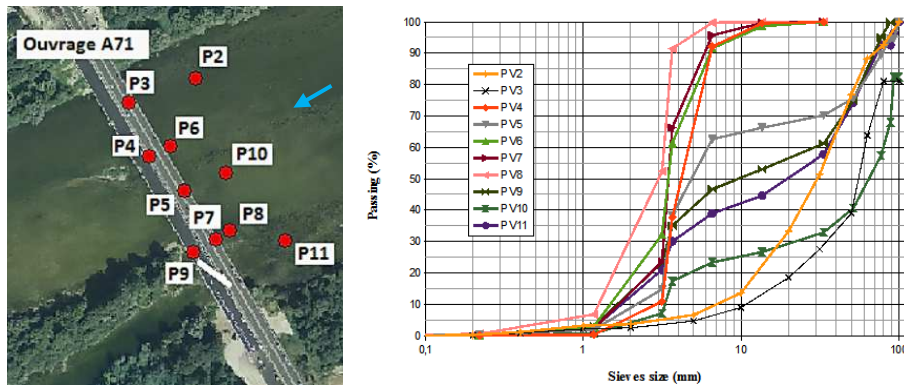 Ouvrage A71
P2
P3
P6
P4
P10
P5
P7
P8
P11
P9
Passing (%)
100
90
80
70
60
50
40
30
20
10
0
PV2
PV3
PV4
PV5
PV6
PV7
PV8
PV9
PV10
PV11
0,1
1
10
100
Sieves size (mm)